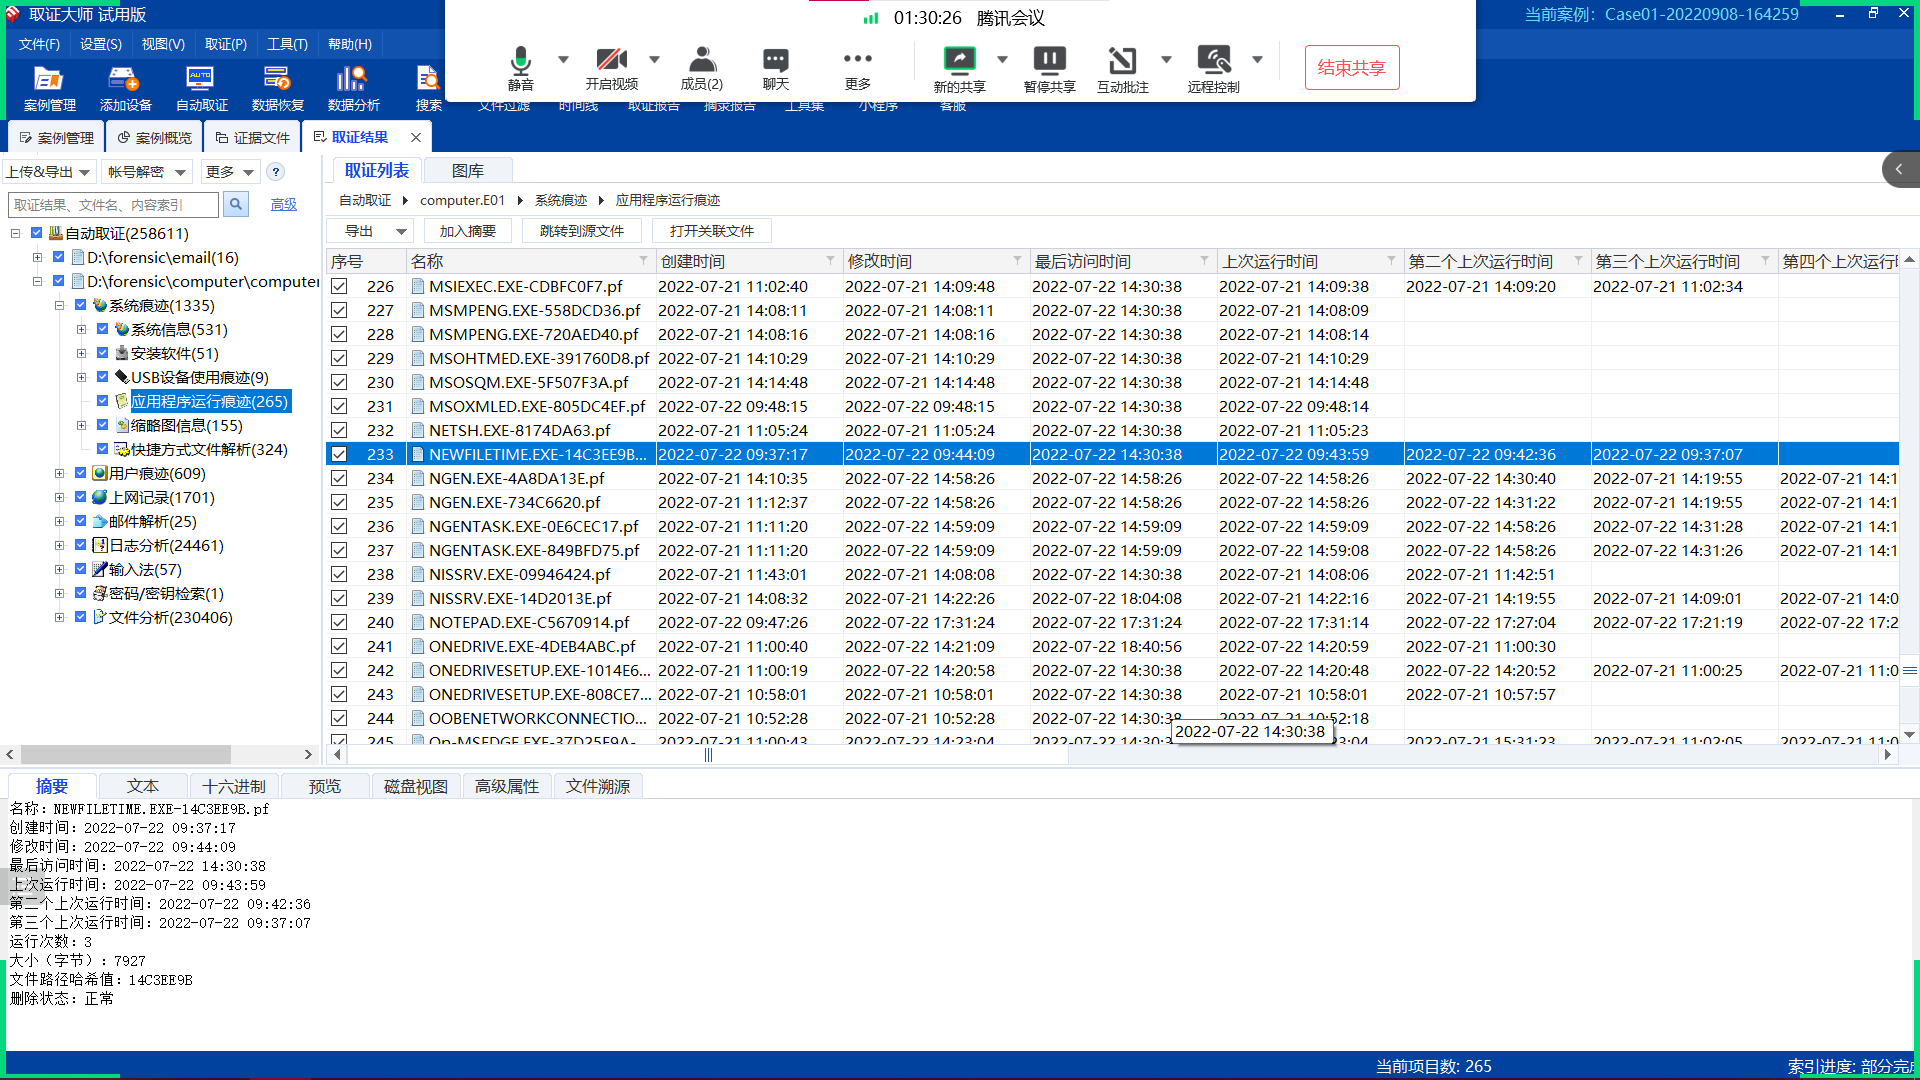 取证大师 试用版
01:30:26 腾讯会议
当前案例： Case01-20220908-164259
文件(F) 设置(S) 视图(V) 取证(P) 工具(T) 帮助(H)
静音 开启视频 成员(2) 聊天 更多 新的共享 暂停共享 互动批注 远程控制 结束共享
案例管理 添加设备 自动取证 数据恢复 数据分析 搜索 文件过滤 时间线 取证报告 摘录报告 工具集 小程序 客服
案例管理 案例概览 证据文件 取证结果
上传&导出 帐号解密 更多 ?
取证结果、文件名、内容索引 高级
自动取证(258611)
D:\forensic\email(16)
D:\forensic\computer\computer
系统痕迹(1335)
系统信息(531)
安装软件(51)
USB设备使用痕迹(9)
应用程序运行痕迹(265)
缩略图信息(155)
快捷方式文件解析(324)
用户痕迹(609)
上网记录(1701)
邮件解析(25)
日志分析(24461)
输入法(57)
密码/密钥检索(1)
文件分析(230406)
取证列表 图库
自动取证 computer.E01 系统痕迹 应用程序运行痕迹
导出 加入摘要 跳转到源文件 打开关联文件
序号 名称 创建时间 修改时间 最后访问时间 上次运行时间 第二个上次运行时间 第三个上次运行时间 第四个上次运行
226 MSIEXEC.EXE-CDBFC0F7.pf 2022-07-21 11:02:40 2022-07-21 14:09:48 2022-07-22 14:30:38 2022-07-21 14:09:38 2022-07-21 14:09:20 2022-07-21 11:02:34
227 MSMPENG.EXE-558DCD36.pf 2022-07-21 14:08:11 2022-07-21 14:08:11 2022-07-22 14:30:38 2022-07-21 14:08:09
228 MSMPENG.EXE-720AED40.pf 2022-07-21 14:08:16 2022-07-21 14:08:16 2022-07-22 14:30:38 2022-07-21 14:08:14
229 MSOHTMED.EXE-391760D8.pf 2022-07-21 14:10:29 2022-07-21 14:10:29 2022-07-22 14:30:38 2022-07-21 14:10:29
230 MSOSQM.EXE-5F507F3A.pf 2022-07-21 14:14:48 2022-07-21 14:14:48 2022-07-22 14:30:38 2022-07-21 14:14:48
231 MSOXMLED.EXE-805DC4EF.pf 2022-07-22 09:48:15 2022-07-22 09:48:15 2022-07-22 14:30:38 2022-07-22 09:48:14
232 NETSH.EXE-8174DA63.pf 2022-07-21 11:05:24 2022-07-21 11:05:24 2022-07-22 14:30:38 2022-07-21 11:05:23
233 NEWFILETIME.EXE-14C3EE9B... 2022-07-22 09:37:17 2022-07-22 09:44:09 2022-07-22 14:30:38 2022-07-22 09:43:59 2022-07-22 09:42:36 2022-07-22 09:37:07
234 NGEN.EXE-4A8DA13E.pf 2022-07-21 14:10:35 2022-07-22 14:58:26 2022-07-22 14:58:26 2022-07-22 14:58:26 2022-07-22 14:30:40 2022-07-21 14:19:55 2022-07-21 14:1
235 NGEN.EXE-734C6620.pf 2022-07-21 11:12:37 2022-07-22 14:58:26 2022-07-22 14:58:26 2022-07-22 14:58:26 2022-07-22 14:31:22 2022-07-21 14:19:55 2022-07-21 14:1
236 NGENTASK.EXE-0E6CEC17.pf 2022-07-21 11:11:20 2022-07-22 14:59:09 2022-07-22 14:59:09 2022-07-22 14:59:09 2022-07-22 14:58:26 2022-07-22 14:31:28 2022-07-21 14:1
237 NGENTASK.EXE-849BFD75.pf 2022-07-21 11:11:20 2022-07-22 14:59:09 2022-07-22 14:59:09 2022-07-22 14:59:08 2022-07-22 14:58:26 2022-07-22 14:31:26 2022-07-21 14:1
238 NISSRV.EXE-09946424.pf 2022-07-21 11:43:01 2022-07-21 14:08:08 2022-07-22 14:30:38 2022-07-21 14:08:06 2022-07-21 11:42:51
239 NISSRV.EXE-14D2013E.pf 2022-07-21 14:08:32 2022-07-21 14:22:26 2022-07-22 18:04:08 2022-07-21 14:22:16 2022-07-21 14:19:55 2022-07-21 14:09:01 2022-07-21 14:0
240 NOTEPAD.EXE-C5670914.pf 2022-07-22 09:47:26 2022-07-22 17:31:24 2022-07-22 17:31:24 2022-07-22 17:31:14 2022-07-22 17:27:04 2022-07-22 17:21:19 2022-07-22 17:2
241 ONEDRIVE.EXE-4DEB4ABC.pf 2022-07-21 11:00:40 2022-07-21 14:21:09 2022-07-22 18:40:56 2022-07-21 14:20:59 2022-07-21 11:00:30
242 ONEDRIVESETUP.EXE-1014E6... 2022-07-21 11:00:19 2022-07-21 14:20:58 2022-07-22 14:30:38 2022-07-21 14:20:48 2022-07-21 14:20:52 2022-07-21 11:00:25 2022-07-21 11:0
243 ONEDRIVESETUP.EXE-808CE7... 2022-07-21 10:58:01 2022-07-21 10:58:01 2022-07-22 14:30:38 2022-07-21 10:58:01 2022-07-21 10:57:57
244 OOBENETWORKCONNECTIO... 2022-07-21 10:52:28 2022-07-21 10:52:28 2022-07-22 14:30:38 2022-07-21 10:52:18
2022-07-22 14:30:38
245 Op-MSEDGE.EXE-37D25F9A- 2022-07-21 11:00:43 2022-07-21 14:23:04 2022-07-21 15:31:23 2022-07-21 11:02:05 2022-07-21 11:0
摘要 文本 十六进制 预览 磁盘视图 高级属性 文件溯源
名称：NEWFILETIME.EXE-14C3EE9B.pf
创建时间：2022-07-22 09:37:17
修改时间：2022-07-22 09:44:09
最后访问时间：2022-07-22 14:30:38
上次运行时间：2022-07-22 09:43:59
第二个上次运行时间：2022-07-22 09:42:36
第三个上次运行时间：2022-07-22 09:37:07
运行次数：3
大小（字节）：7927
文件路径哈希值：14C3EE9B
删除状态：正常
当前项目数: 265 索引进度: 部分完成